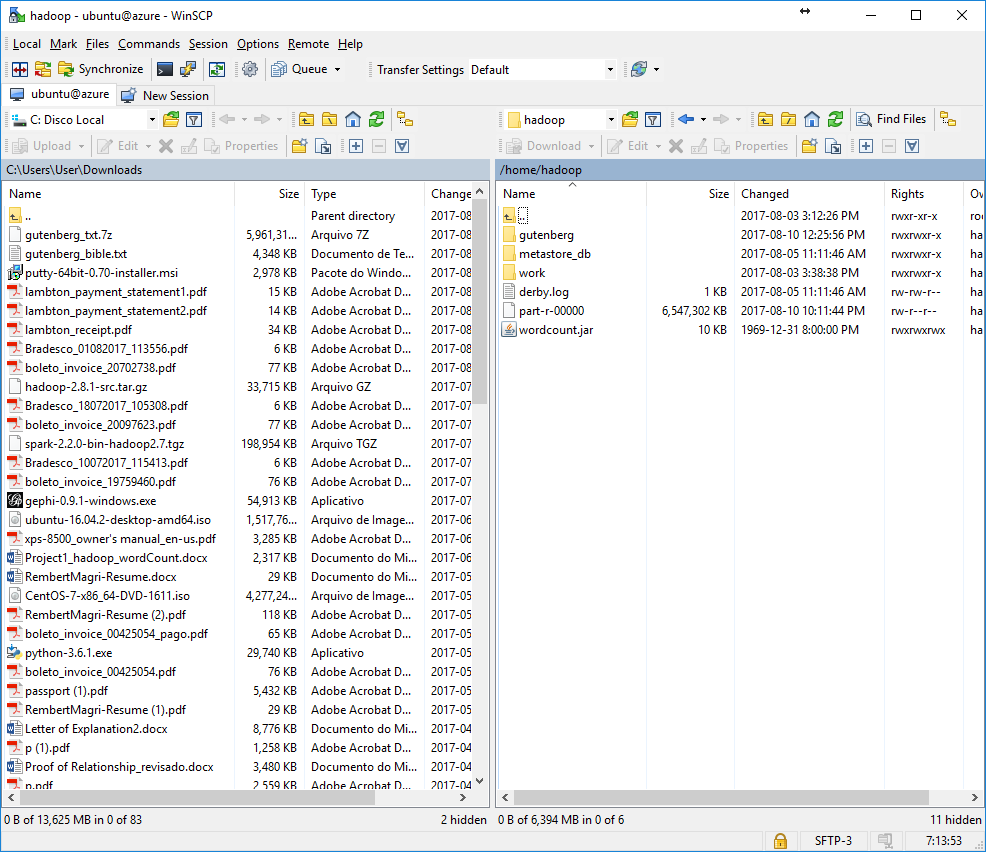 hadoop - ubuntu@azure - WinSCP
Local Mark Files Commands Session Options Remote Help
Synchronize Queue Transfer Settings Default
ubuntu@azure New Session
C: Disco Local hadoop Find Files
Upload Edit Properties Download Edit Properties
C:\Users\User\Downloads /home/hadoop
Name Size Type Change Name Size Changed Rights Ow
.. Parent directory 2017-08 .. 2017-08-03 3:12:26 PM rwxr-xr-x roo
gutenberg_txt.7z 5,961,31... Arquivo 7Z 2017-08 gutenberg 2017-08-10 12:25:56 PM rwxrwxr-x ha
gutenberg_bible.txt 4,348 KB Documento de Te... 2017-08 metastore_db 2017-08-05 11:11:46 AM rwxrwxr-x ha
putty-64bit-0.70-installer.msi 2,978 KB Pacote do Windo... 2017-08 work 2017-08-03 3:38:38 PM rwxrwxr-x ha
lambton_payment_statement1.pdf 15 KB Adobe Acrobat D... 2017-08 derby.log 1 KB 2017-08-05 11:11:46 AM rw-rw-r-- ha
lambton_payment_statement2.pdf 14 KB Adobe Acrobat D... 2017-08 part-r-00000 6,547,302 KB 2017-08-10 10:11:44 PM rw-r--r-- ha
lambton_receipt.pdf 34 KB Adobe Acrobat D... 2017-08 wordcount.jar 10 KB 1969-12-31 8:00:00 PM rwxrwxrwx ha
Bradesco_01082017_113556.pdf 6 KB Adobe Acrobat D... 2017-08
boleto_invoice_20702738.pdf 77 KB Adobe Acrobat D... 2017-08
hadoop-2.8.1-src.tar.gz 33,715 KB Arquivo GZ 2017-07
Bradesco_18072017_105308.pdf 6 KB Adobe Acrobat D... 2017-07
boleto_invoice_20097623.pdf 77 KB Adobe Acrobat D... 2017-07
spark-2.2.0-bin-hadoop2.7.tgz 198,954 KB Arquivo TGZ 2017-07
Bradesco_10072017_115413.pdf 6 KB Adobe Acrobat D... 2017-07
boleto_invoice_19759460.pdf 76 KB Adobe Acrobat D... 2017-07
gephi-0.9.1-windows.exe 54,913 KB Aplicativo 2017-07
ubuntu-16.04.2-desktop-amd64.iso 1,517,76... Arquivo de Image... 2017-06
xps-8500_owner's manual_en-us.pdf 3,285 KB Adobe Acrobat D... 2017-06
Project1_hadoop_wordCount.docx 2,317 KB Documento do Mi... 2017-06
RembertMagri-Resume.docx 29 KB Documento do Mi... 2017-05
CentOS-7-x86_64-DVD-1611.iso 4,277,24... Arquivo de Image... 2017-05
RembertMagri-Resume (2).pdf 118 KB Adobe Acrobat D... 2017-05
boleto_invoice_00425054_pago.pdf 65 KB Adobe Acrobat D... 2017-05
python-3.6.1.exe 29,740 KB Aplicativo 2017-05
boleto_invoice_00425054.pdf 76 KB Adobe Acrobat D... 2017-05
passport (1).pdf 5,432 KB Adobe Acrobat D... 2017-05
RembertMagri-Resume (1).pdf 29 KB Adobe Acrobat D... 2017-05
Letter of Explanation2.docx 8,776 KB Documento do Mi... 2017-04
p (1).pdf 1,258 KB Adobe Acrobat D... 2017-04
Proof of Relationship_revisado.docx 3,480 KB Documento do Mi... 2017-04
p.pdf 2,559 KB Adobe Acrobat D... 2017-04
0 B of 13,625 MB in 0 of 83 2 hidden 0 B of 6,394 MB in 0 of 6 11 hidden
SFTP-3 7:13:53